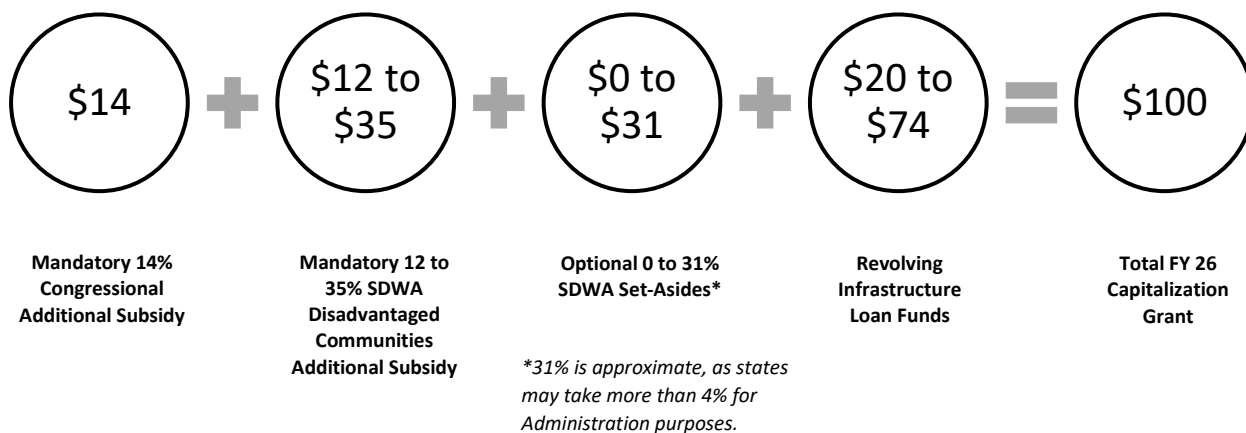 $14
$12 to
$35
$0 to
$31
$20 to
$74
$100
Mandatory 14%
Congressional
Additional Subsidy
Mandatory 12 to
35% SDWA
Disadvantaged
Communities
Additional Subsidy
Optional 0 to 31%
SDWA Set-Asides*
*31% is approximate, as states
may take more than 4% for
Administration purposes.
Revolving
Infrastructure
Loan Funds
Total FY 26
Capitalization
Grant